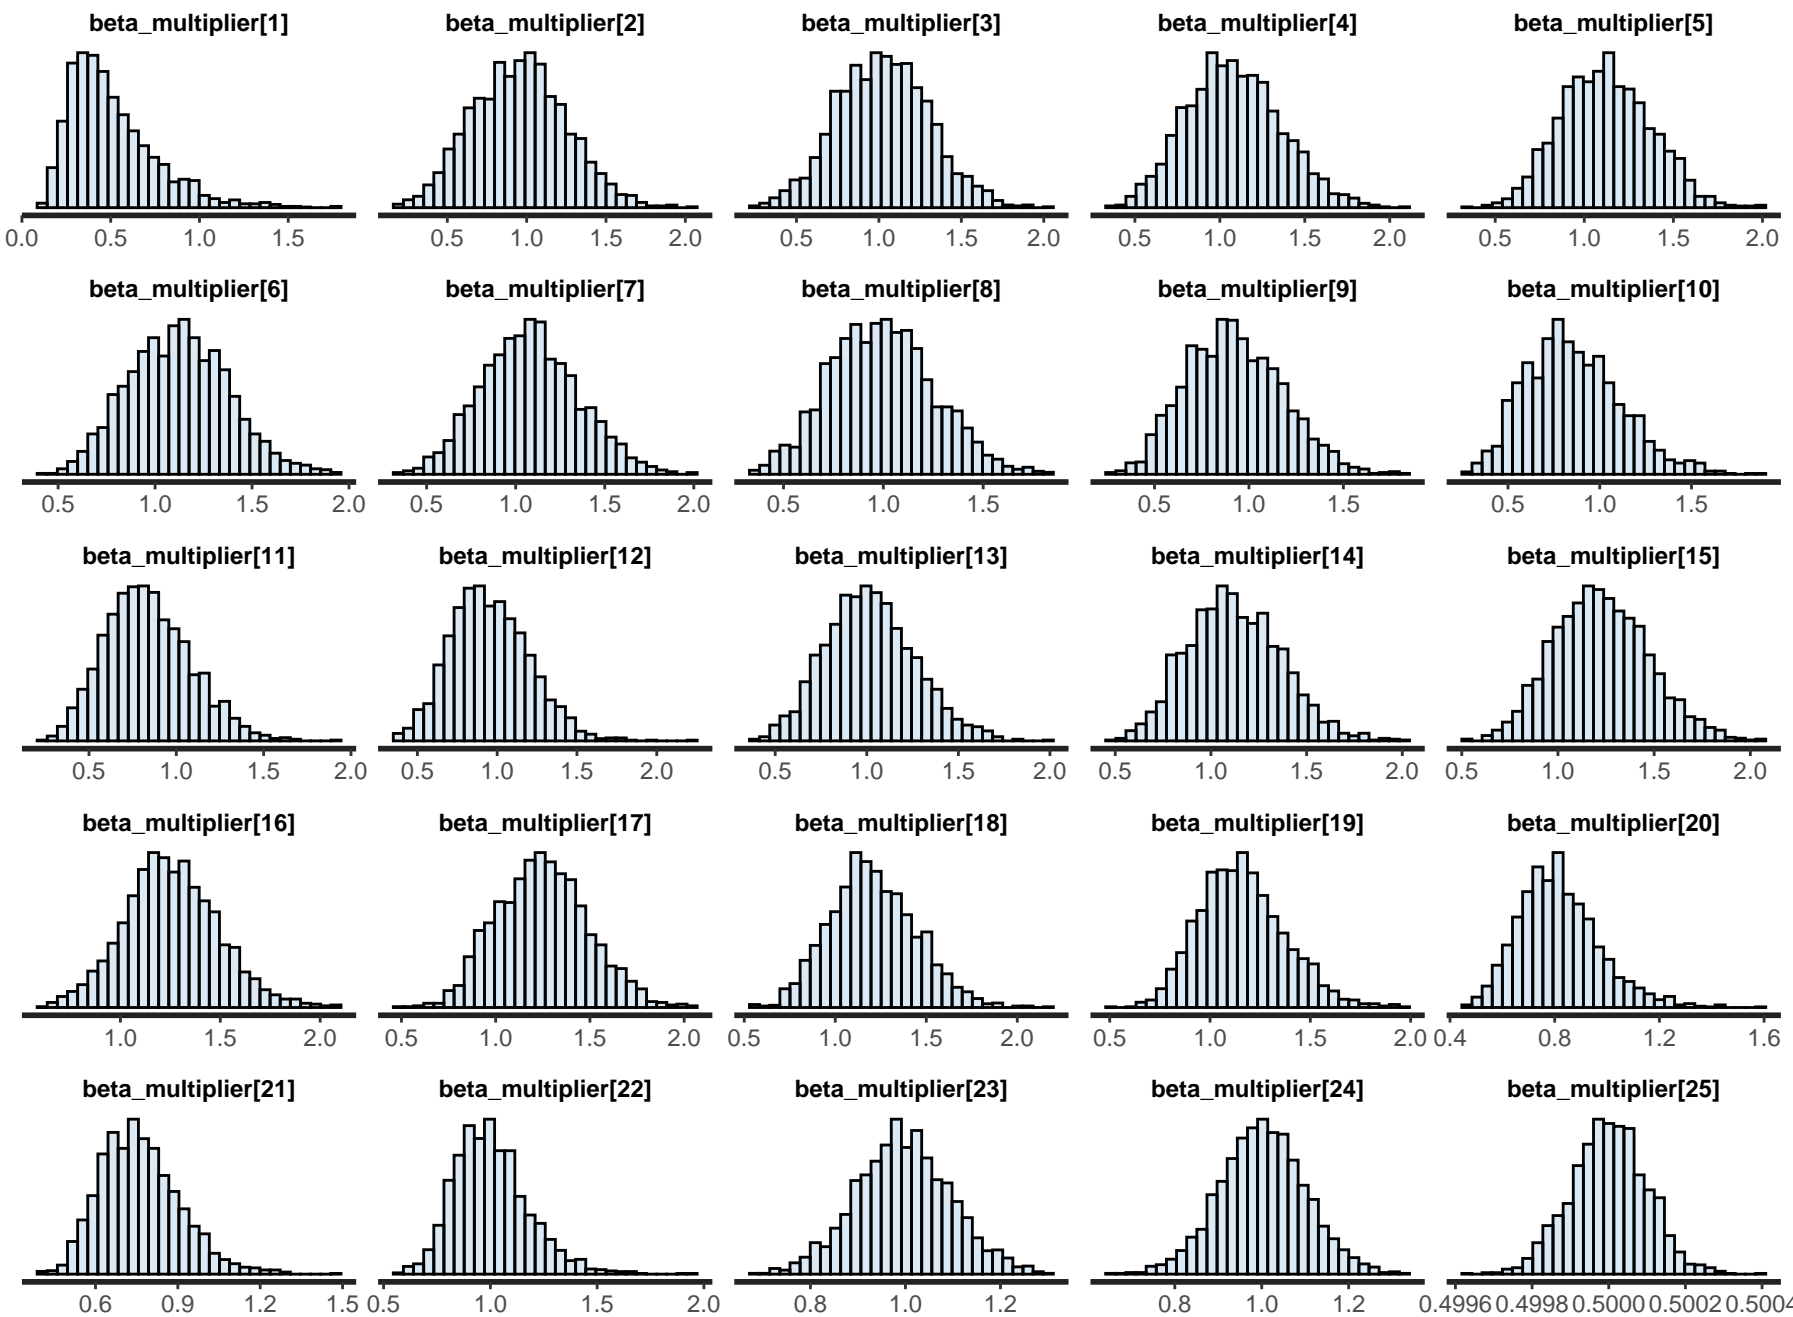 beta_multiplier[1] beta_multiplier[2] beta_multiplier[3] beta_multiplier[4] beta_multiplier[5]
0.0 0.5 1.0 1.5 0.5 1.0 1.5 2.0 0.5 1.0 1.5 2.0 0.5 1.0 1.5 2.0 0.5 1.0 1.5 2.0
beta_multiplier[6] beta_multiplier[7] beta_multiplier[8] beta_multiplier[9] beta_multiplier[10]
0.5 1.0 1.5 2.0 0.5 1.0 1.5 2.0 0.5 1.0 1.5 0.5 1.0 1.5 0.5 1.0 1.5
beta_multiplier[11] beta_multiplier[12] beta_multiplier[13] beta_multiplier[14] beta_multiplier[15]
0.5 1.0 1.5 2.0 0.5 1.0 1.5 2.0 0.5 1.0 1.5 2.0 0.5 1.0 1.5 2.0 0.5 1.0 1.5 2.0
beta_multiplier[16] beta_multiplier[17] beta_multiplier[18] beta_multiplier[19] beta_multiplier[20]
1.0 1.5 2.0 0.5 1.0 1.5 2.0 0.5 1.0 1.5 2.0 0.5 1.0 1.5 2.0 0.4 0.8 1.2 1.6
beta_multiplier[21] beta_multiplier[22] beta_multiplier[23] beta_multiplier[24] beta_multiplier[25]
0.6 0.9 1.2 1.5 0.5 1.0 1.5 2.0 0.8 1.0 1.2 0.8 1.0 1.2 0.4996 0.4998 0.5000 0.5002 0.5004